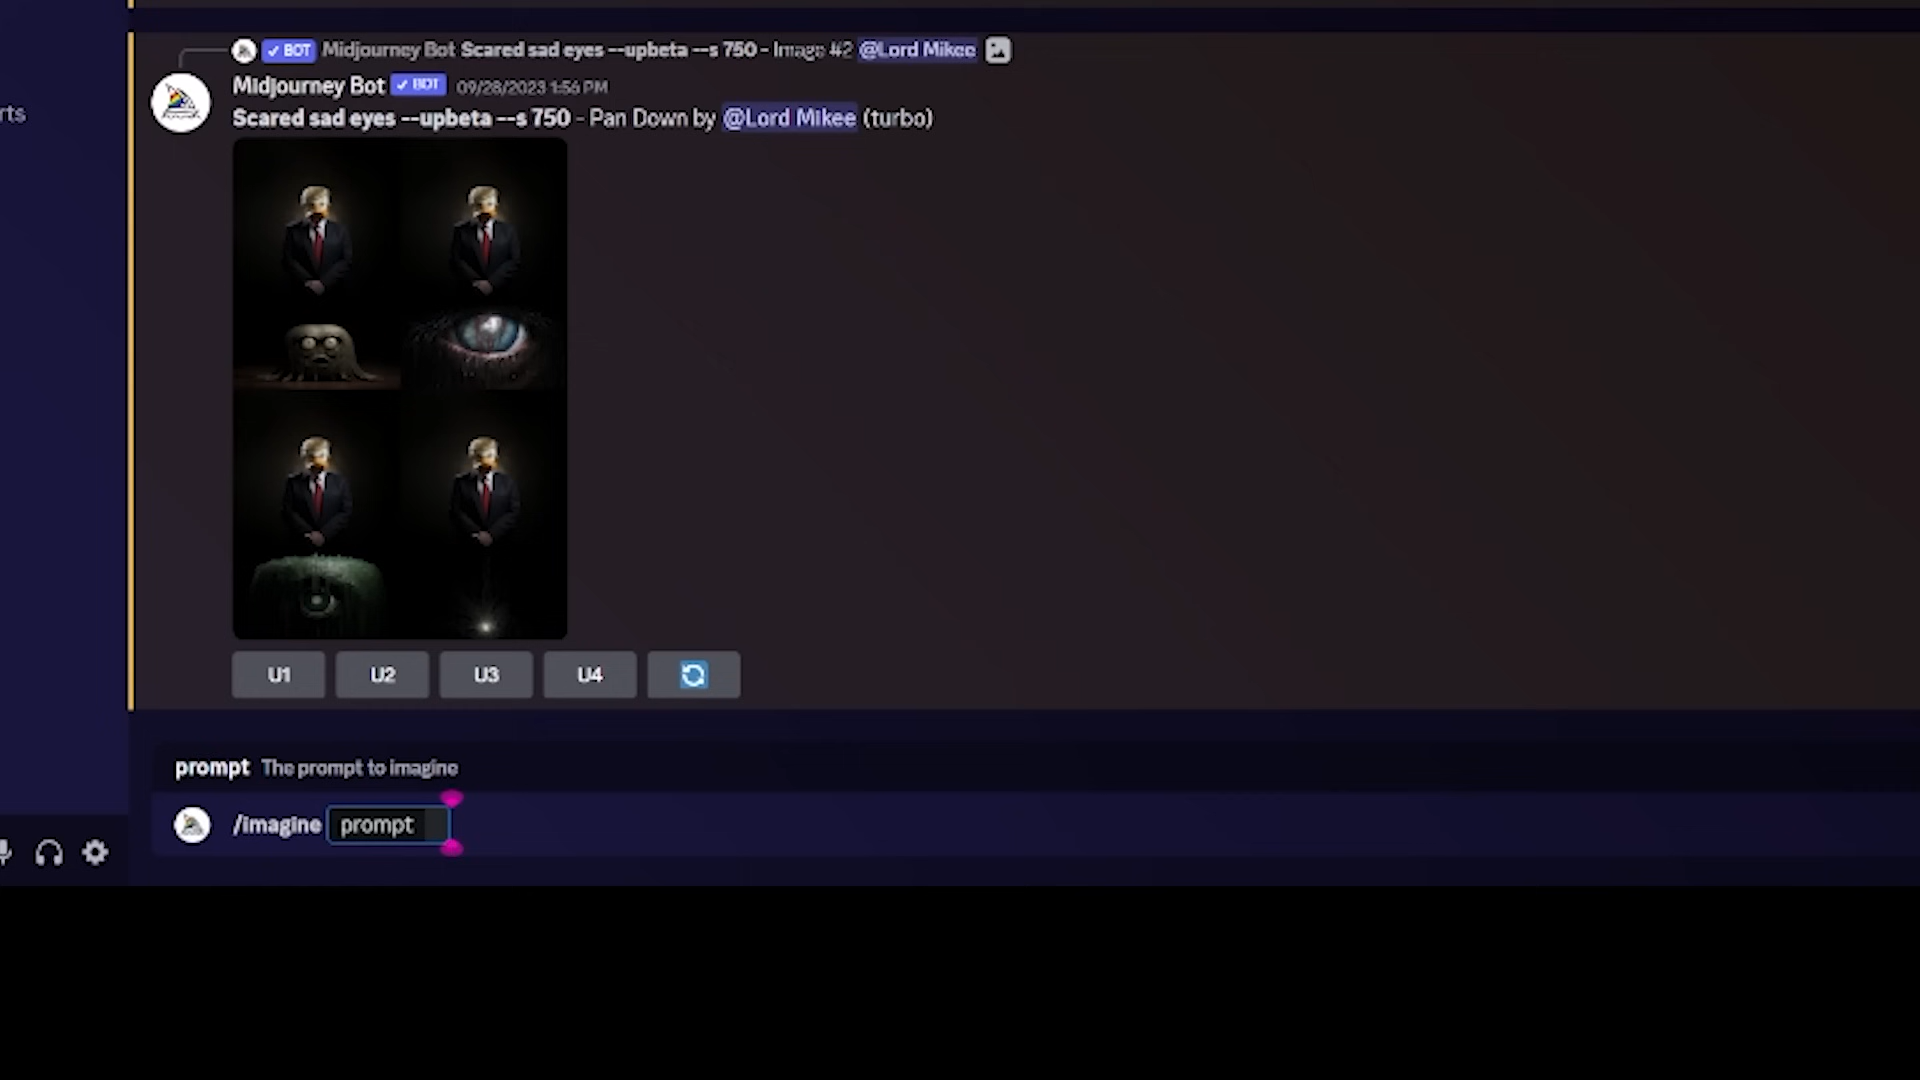 ✓ BOT Midjourney Bot Scared sad eyes --upbeta --s 750 - Image #2 @Lord Mikee
Midjourney Bot ✓ BOT 09/28/2023 1:56 PM
rts
Scared sad eyes --upbeta --s 750 - Pan Down by @Lord Mikee (turbo)
U1 U2 U3 U4
prompt The prompt to imagine
/imagine prompt